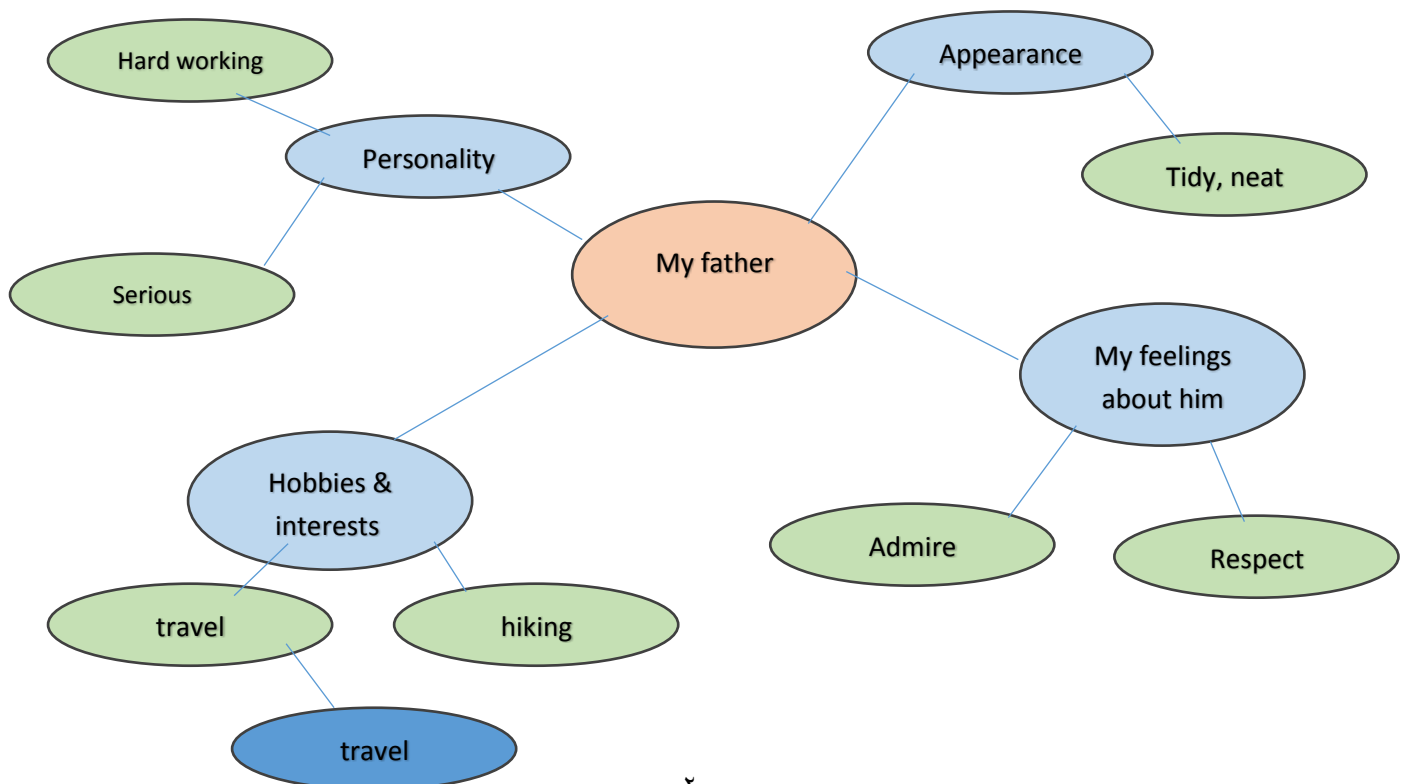 Hard working
Appearance
Personality
Tidy, neat
My father
Serious
My feelings
about him
Hobbies &
interests
Admire
Respect
travel
hiking
travel